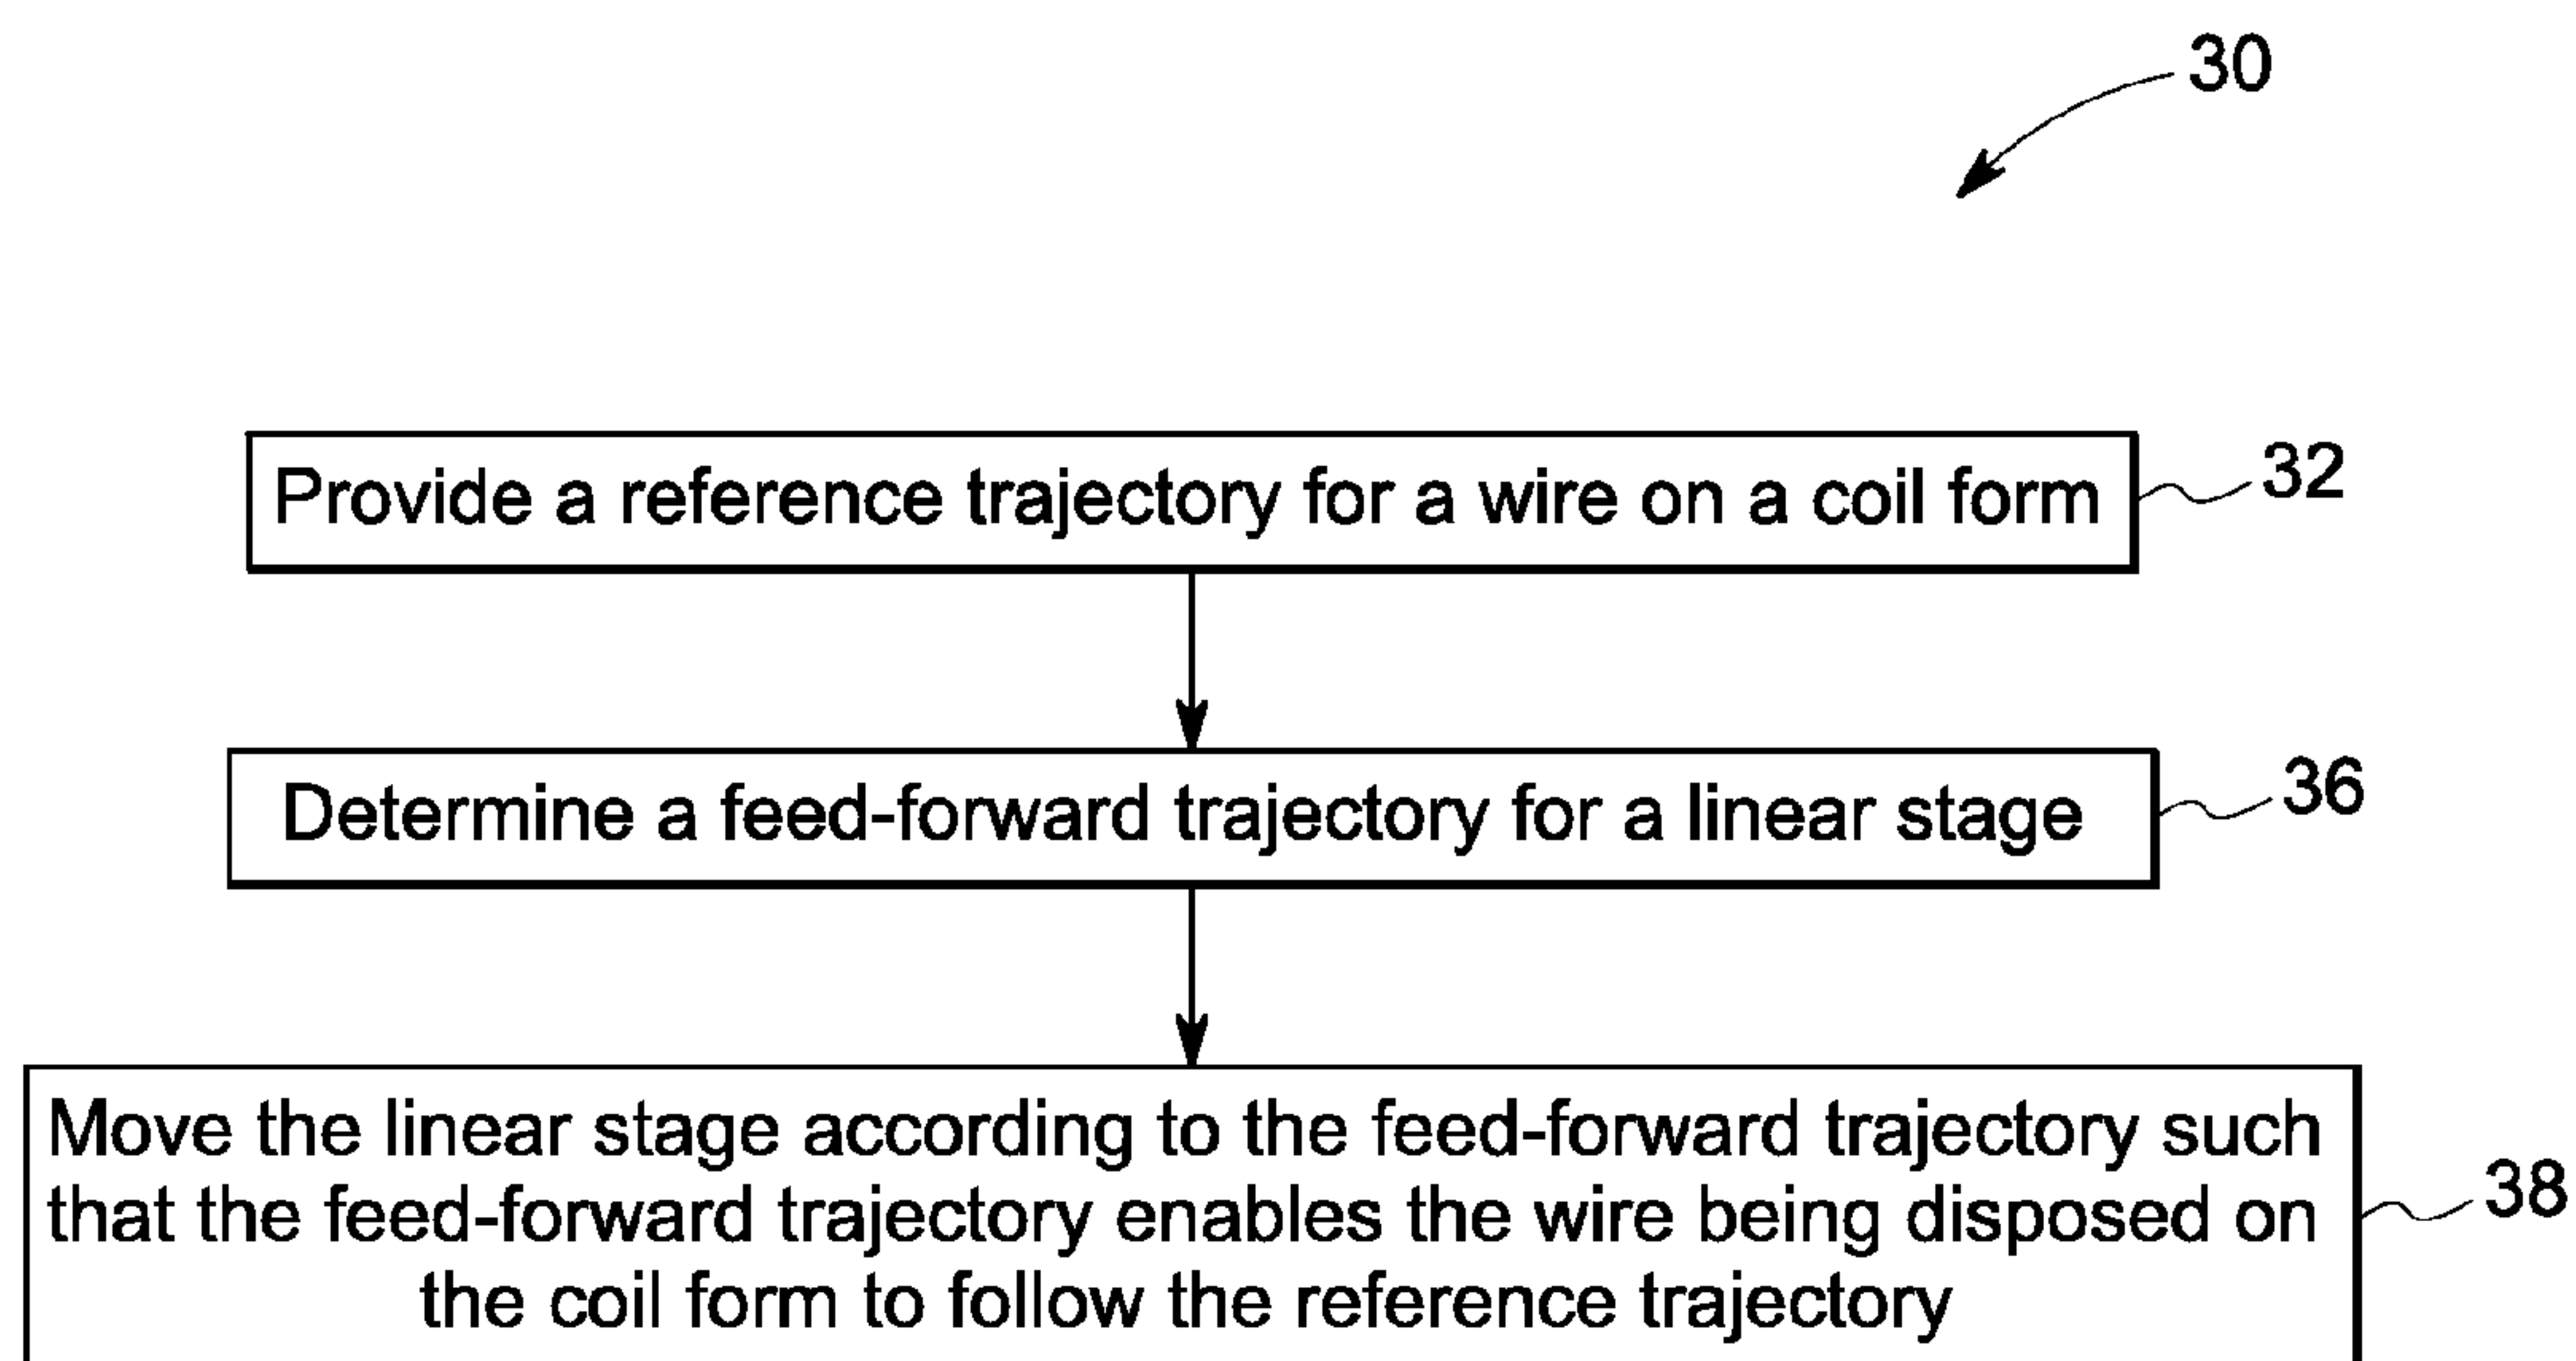 30
Provide a reference trajectory for a wire on a coil form
32
Determine a feed-forward trajectory for a linear stage
36
Move the linear stage according to the feed-forward trajectory such
that the feed-forward trajectory enables the wire being disposed on
the coil form to follow the reference trajectory
38